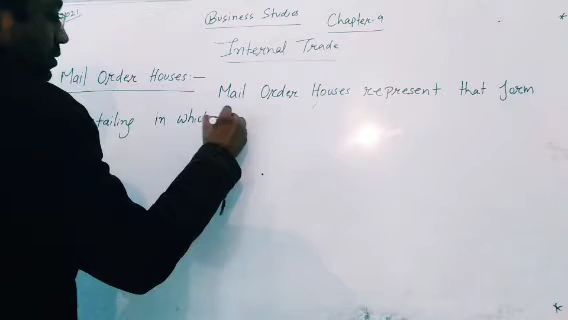 Business Studies Chapter-9
Internal Trade
Mail Order Houses:- Mail Order Houses represent that form
tailing in whic